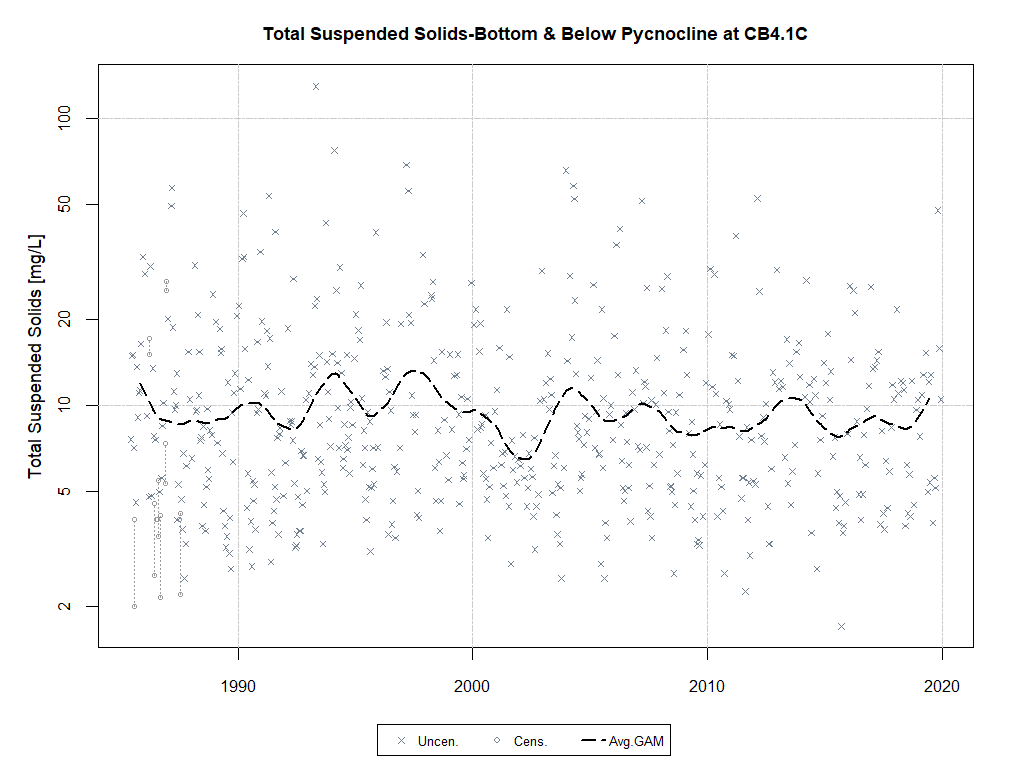 Total Suspended Solids-Bottom & Below Pycnocline at CB4.1C
Total Suspended Solids [mg/L]
100
50
20
10
5
2
1990
2000
2010
2020
Uncen.
Cens.
Avg.GAM